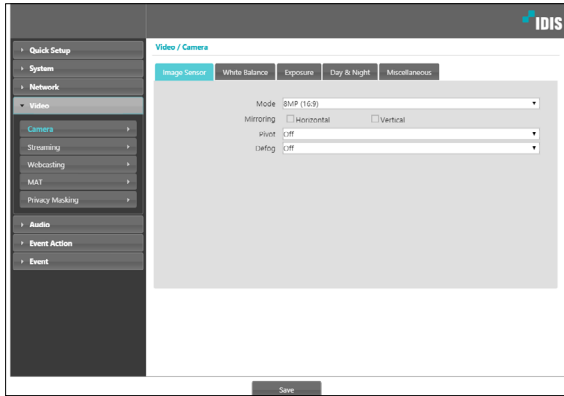 IDIS
Quick Setup
System
Network
Video
Camera
Streaming
Webcasting
MAT
Privacy Masking
Audio
Event Action
Event
Video / Camera
Image Sensor White Balance Exposure Day & Night Miscellaneous
Mode 8MP (16:9)
Mirroring Horizontal Vertical
Pivot Off
Defog Off
Save